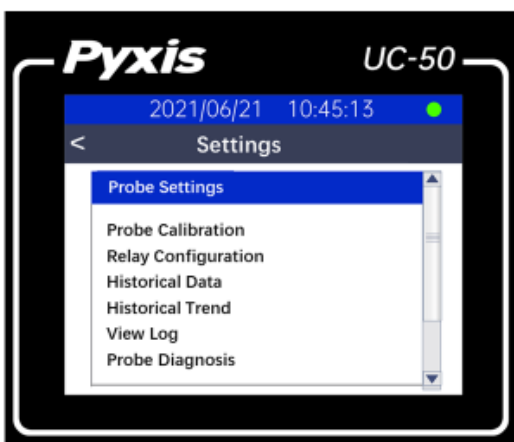 Pyxis UC-50
2021/06/21 10:45:13
< Settings
Probe Settings
Probe Calibration
Relay Configuration
Historical Data
Historical Trend
View Log
Probe Diagnosis